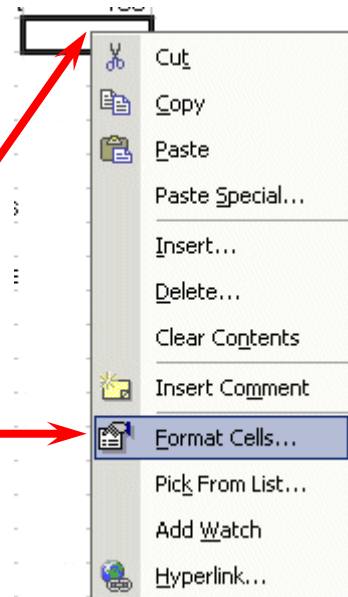 Cut
Copy
Paste
Paste Special...
Insert...
Delete...
Clear Contents
Insert Comment
Format Cells...
Pick From List...
Add Watch
Hyperlink...